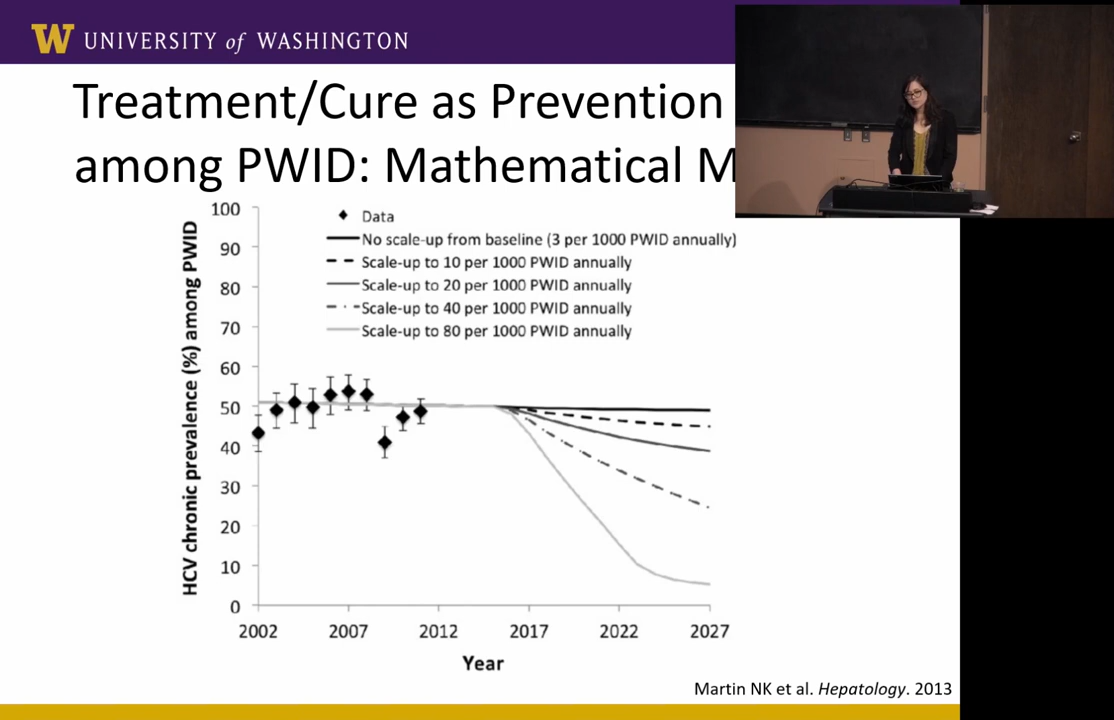 W UNIVERSITY of WASHINGTON
Treatment/Cure as Prevention
among PWID: Mathematical M
HCV chronic prevalence (%) among PWID
100
90
80
70
60
50
40
30
20
10
0
Data
No scale-up from baseline (3 per 1000 PWID annually)
Scale-up to 10 per 1000 PWID annually
Scale-up to 20 per 1000 PWID annually
Scale-up to 40 per 1000 PWID annually
Scale-up to 80 per 1000 PWID annually
2002 2007 2012 2017 2022 2027
Year
Martin NK et al. Hepatology. 2013